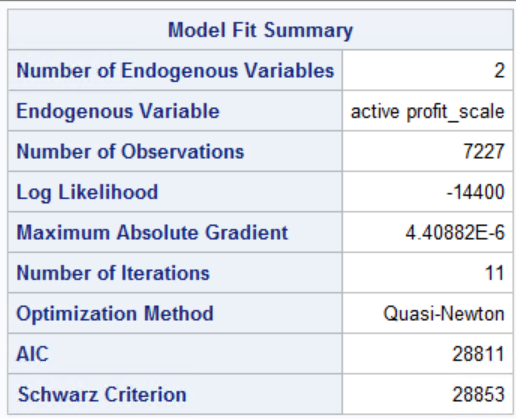 Model Fit Summary
Number of Endogenous Variables 2
Endogenous Variable active profit_scale
Number of Observations 7227
Log Likelihood -14400
Maximum Absolute Gradient 4.40882E-6
Number of Iterations 11
Optimization Method Quasi-Newton
AIC 28811
Schwarz Criterion 28853